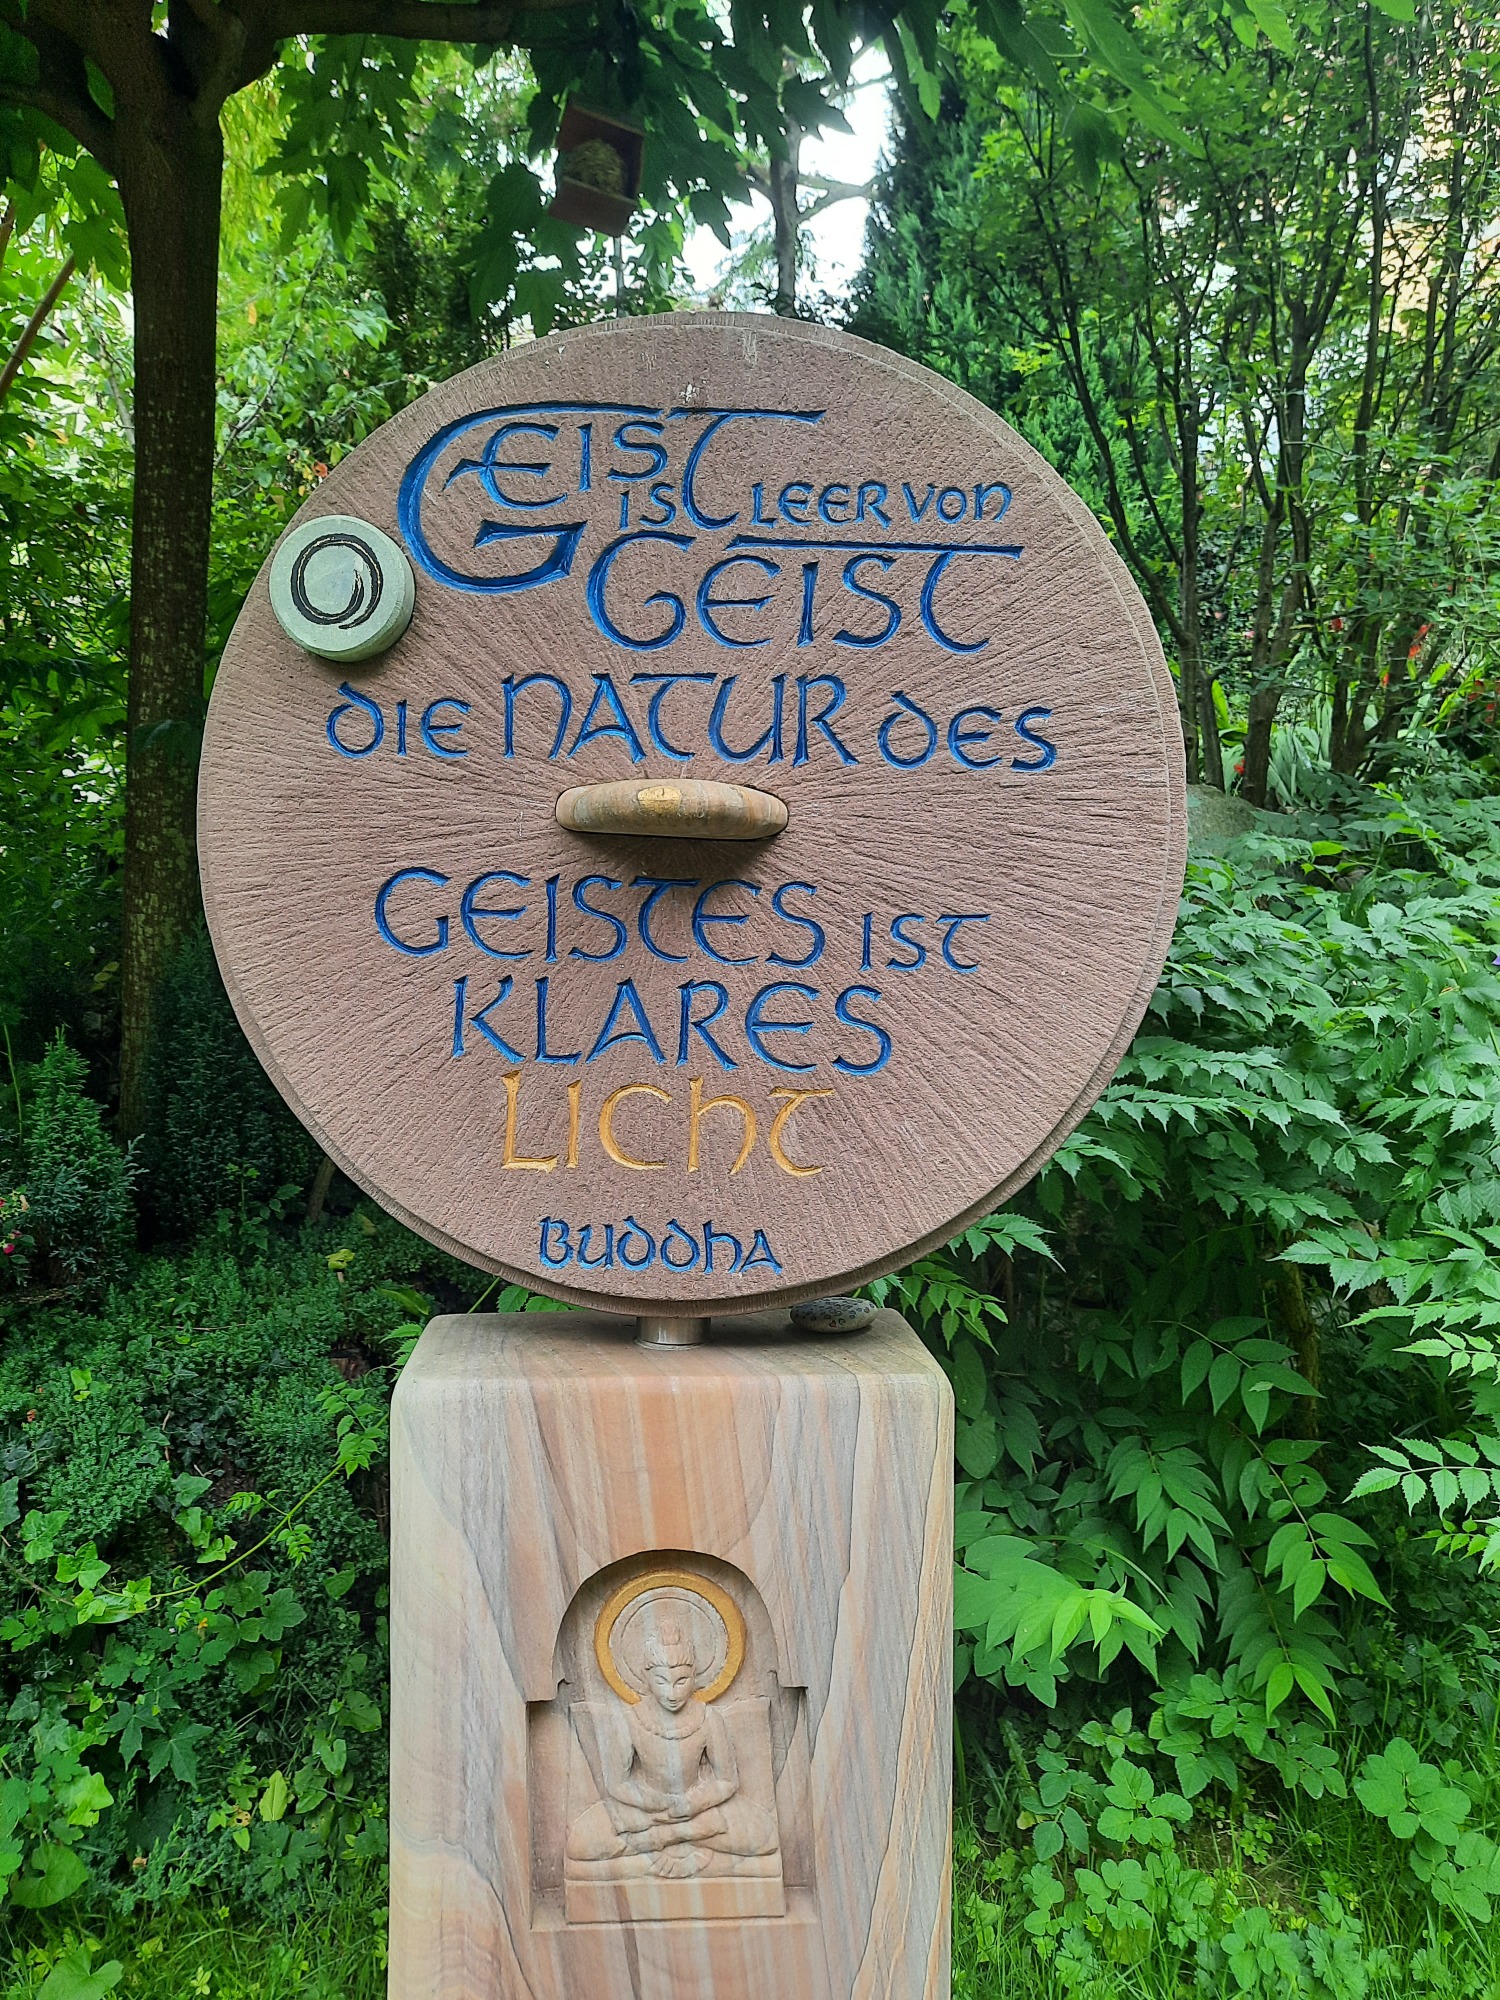 GEIST
IST LEER VON
GEIST
DIE NATUR DES
GEISTES IST
KLARES
LICHT
BUDDHA